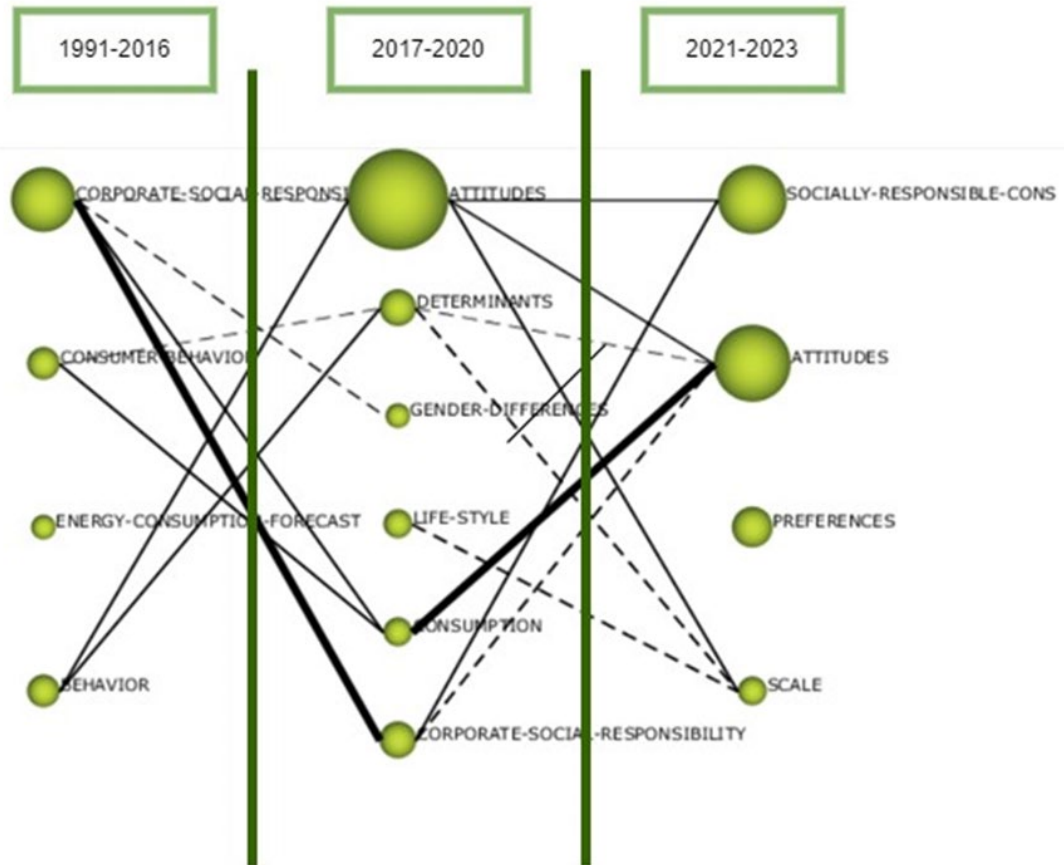 1991-2016
2017-2020
2021-2023
CORPORATE-SOCIAL-RESPONSI
ATTITUDES
SOCIALLY-RESPONSIBLE-CONS
DETERMINANTS
CONSUMER-BEHAVIOR
ATTITUDES
GENDER-DIFFERENCES
ENERGY-CONSUMPTION-FORECAST
LIFE-STYLE
PREFERENCES
CONSUMPTION
BEHAVIOR
SCALE
CORPORATE-SOCIAL-RESPONSIBILITY